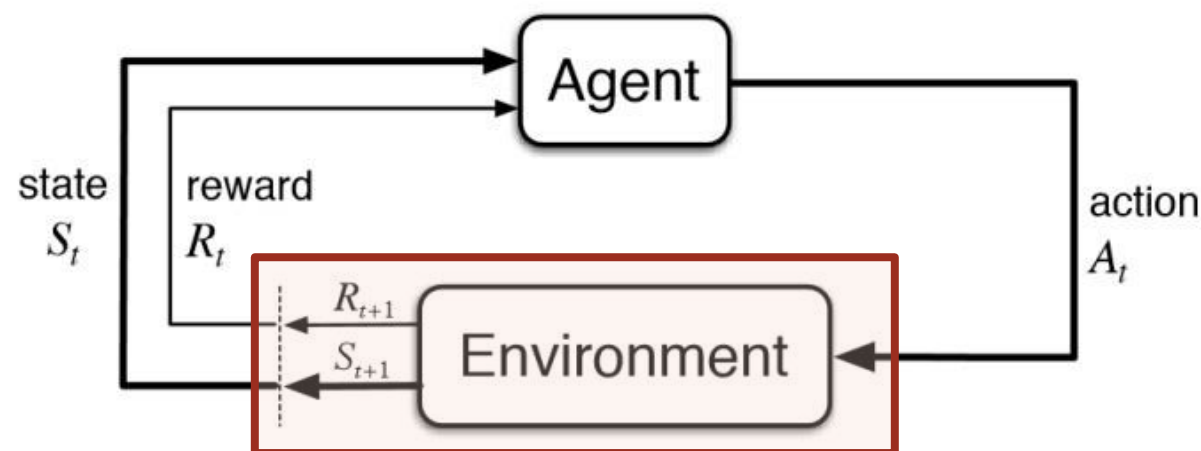 Agent
state
S_t
reward
R_t
action
A_t
R_{t+1}
S_{t+1}
Environment